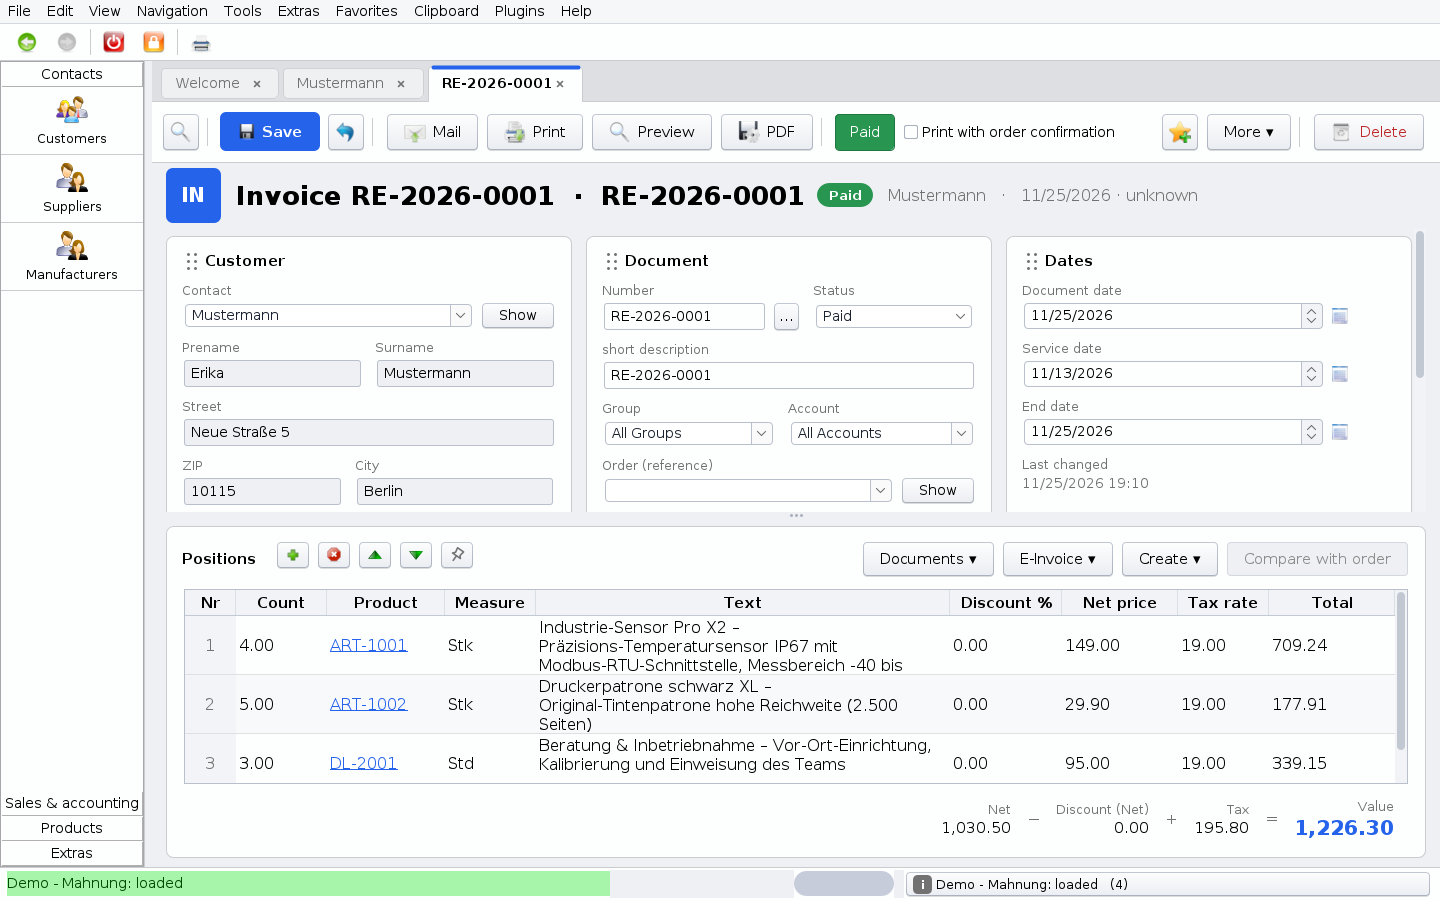 File Edit View Navigation Tools Extras Favorites Clipboard Plugins Help
Contacts
Customers
Suppliers
Manufacturers
Sales & accounting
Products
Extras
Welcome × Mustermann × RE-2026-0001 ×
Save Mail Print Preview PDF Paid Print with order confirmation More ▾ Delete
IN Invoice RE-2026-0001 · RE-2026-0001 Paid Mustermann · 11/25/2026 · unknown
Customer
Contact
Mustermann Show
Prename Surname
Erika Mustermann
Street
Neue Straße 5
ZIP City
10115 Berlin
Document
Number Status
RE-2026-0001 ... Paid
short description
RE-2026-0001
Group Account
All Groups All Accounts
Order (reference)
Show
Dates
Document date
11/25/2026
Service date
11/13/2026
End date
11/25/2026
Last changed
11/25/2026 19:10
Positions Documents ▾ E-Invoice ▾ Create ▾ Compare with order
Nr Count Product Measure Text Discount % Net price Tax rate Total
1 4.00 ART-1001 Stk Industrie-Sensor Pro X2 –
Präzisions-Temperatursensor IP67 mit
Modbus-RTU-Schnittstelle, Messbereich -40 bis
0.00 149.00 19.00 709.24
2 5.00 ART-1002 Stk Druckerpatrone schwarz XL –
Original-Tintenpatrone hohe Reichweite (2.500
Seiten)
0.00 29.90 19.00 177.91
3 3.00 DL-2001 Std Beratung & Inbetriebnahme – Vor-Ort-Einrichtung,
Kalibrierung und Einweisung des Teams
0.00 95.00 19.00 339.15
Net Discount (Net) Tax Value
1,030.50 − 0.00 + 195.80 = 1,226.30
Demo - Mahnung: loaded
i Demo - Mahnung: loaded (4)